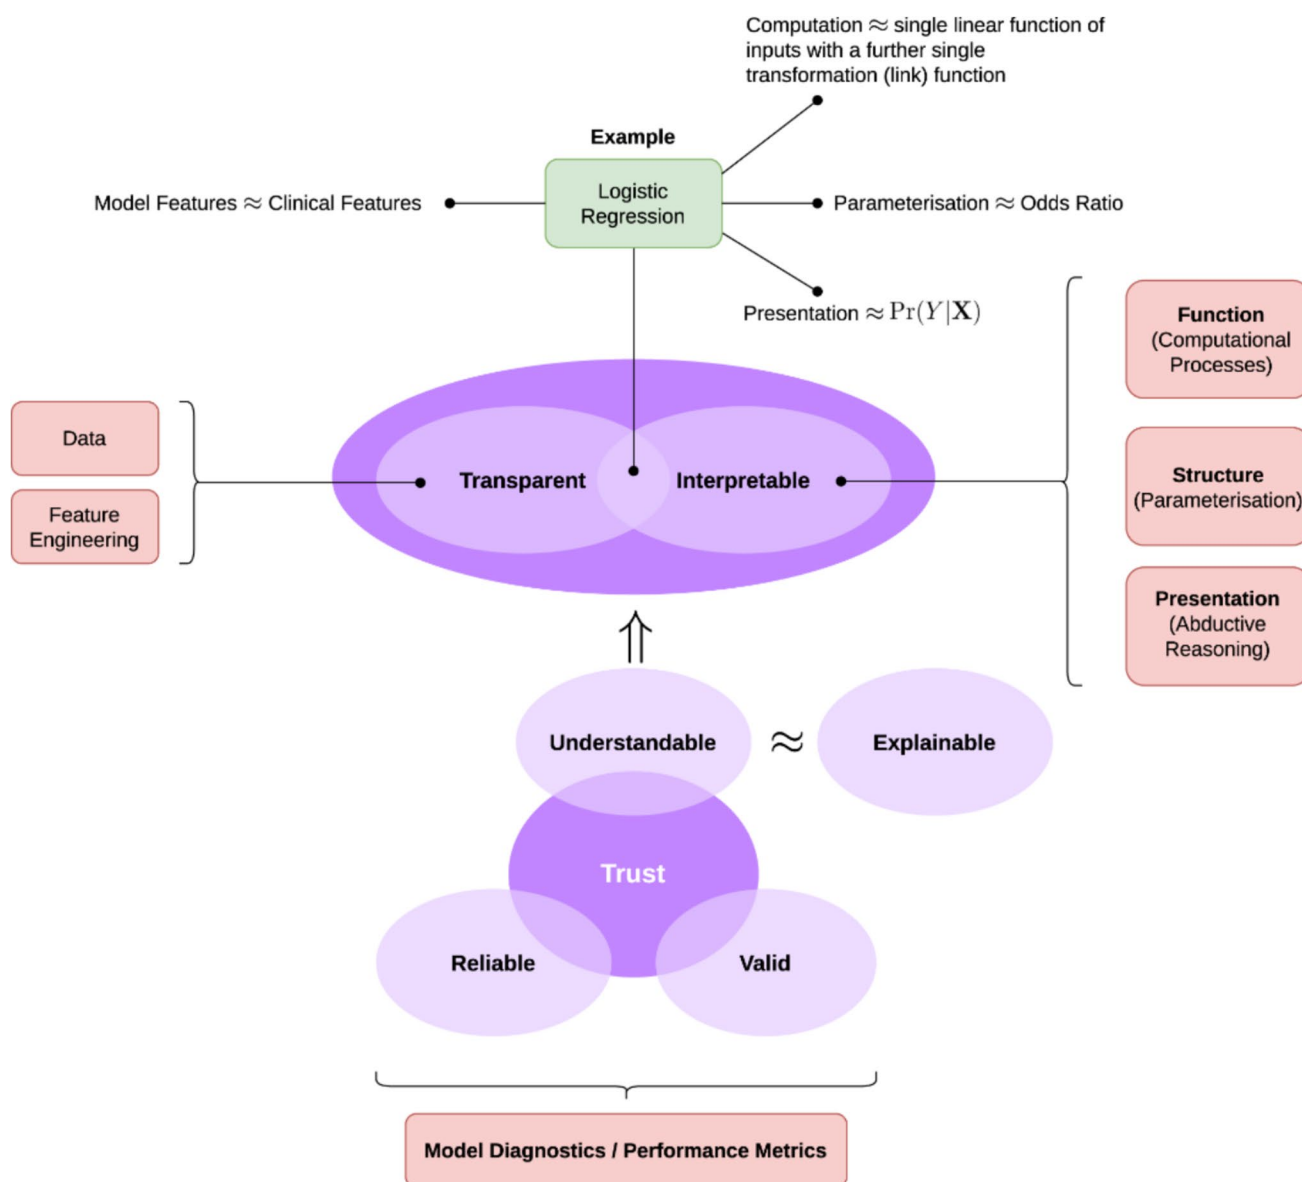 Computation ≈ single linear function of
inputs with a further single
transformation (link) function
Example
Logistic
Regression
Model Features ≈ Clinical Features
Parameterisation ≈ Odds Ratio
Presentation ≈ Pr(Y|X)
Function
(Computational
Processes)
Data
Feature
Engineering
Transparent
Interpretable
Structure
(Parameterisation)
Presentation
(Abductive
Reasoning)
⇑
Understandable ≈ Explainable
Trust
Reliable
Valid
Model Diagnostics / Performance Metrics